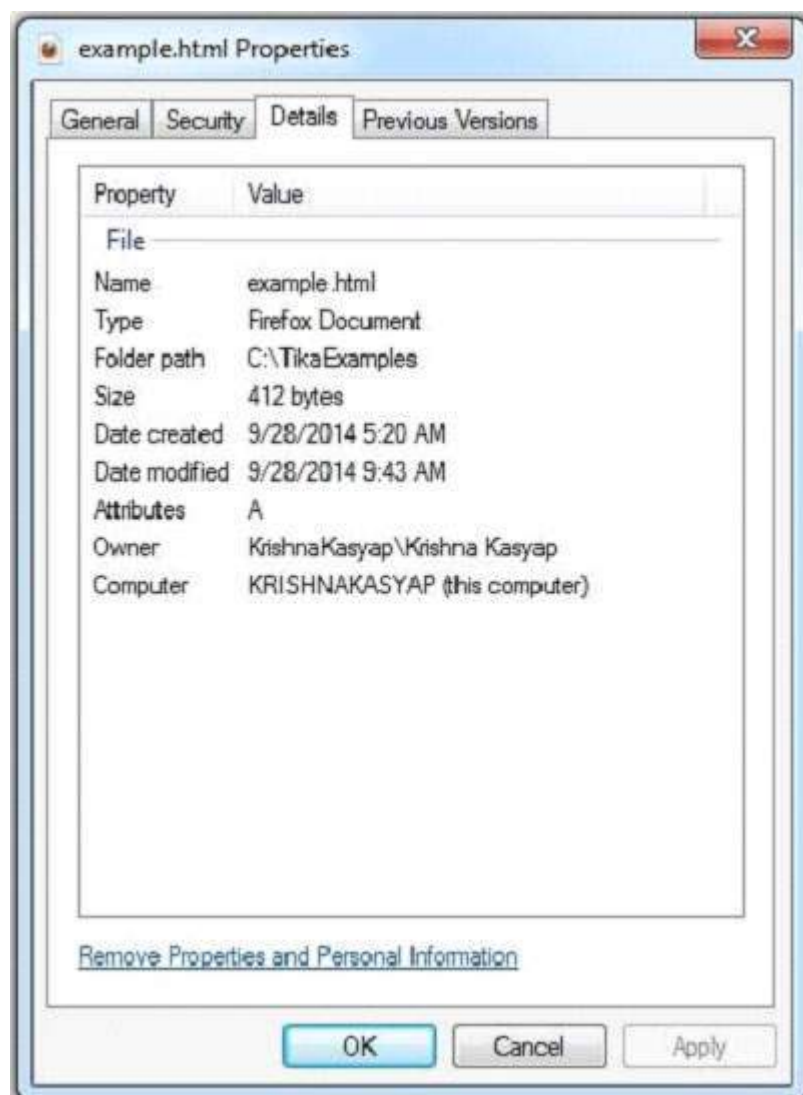 example.html Properties
General Security Details Previous Versions
Property Value
File
Name example.html
Type Firefox Document
Folder path C:\TikaExamples
Size 412 bytes
Date created 9/28/2014 5:20 AM
Date modified 9/28/2014 9:43 AM
Attributes A
Owner KrishnaKasyap\Krishna Kasyap
Computer KRISHNAKASYAP (this computer)
Remove Properties and Personal Information
OK Cancel Apply